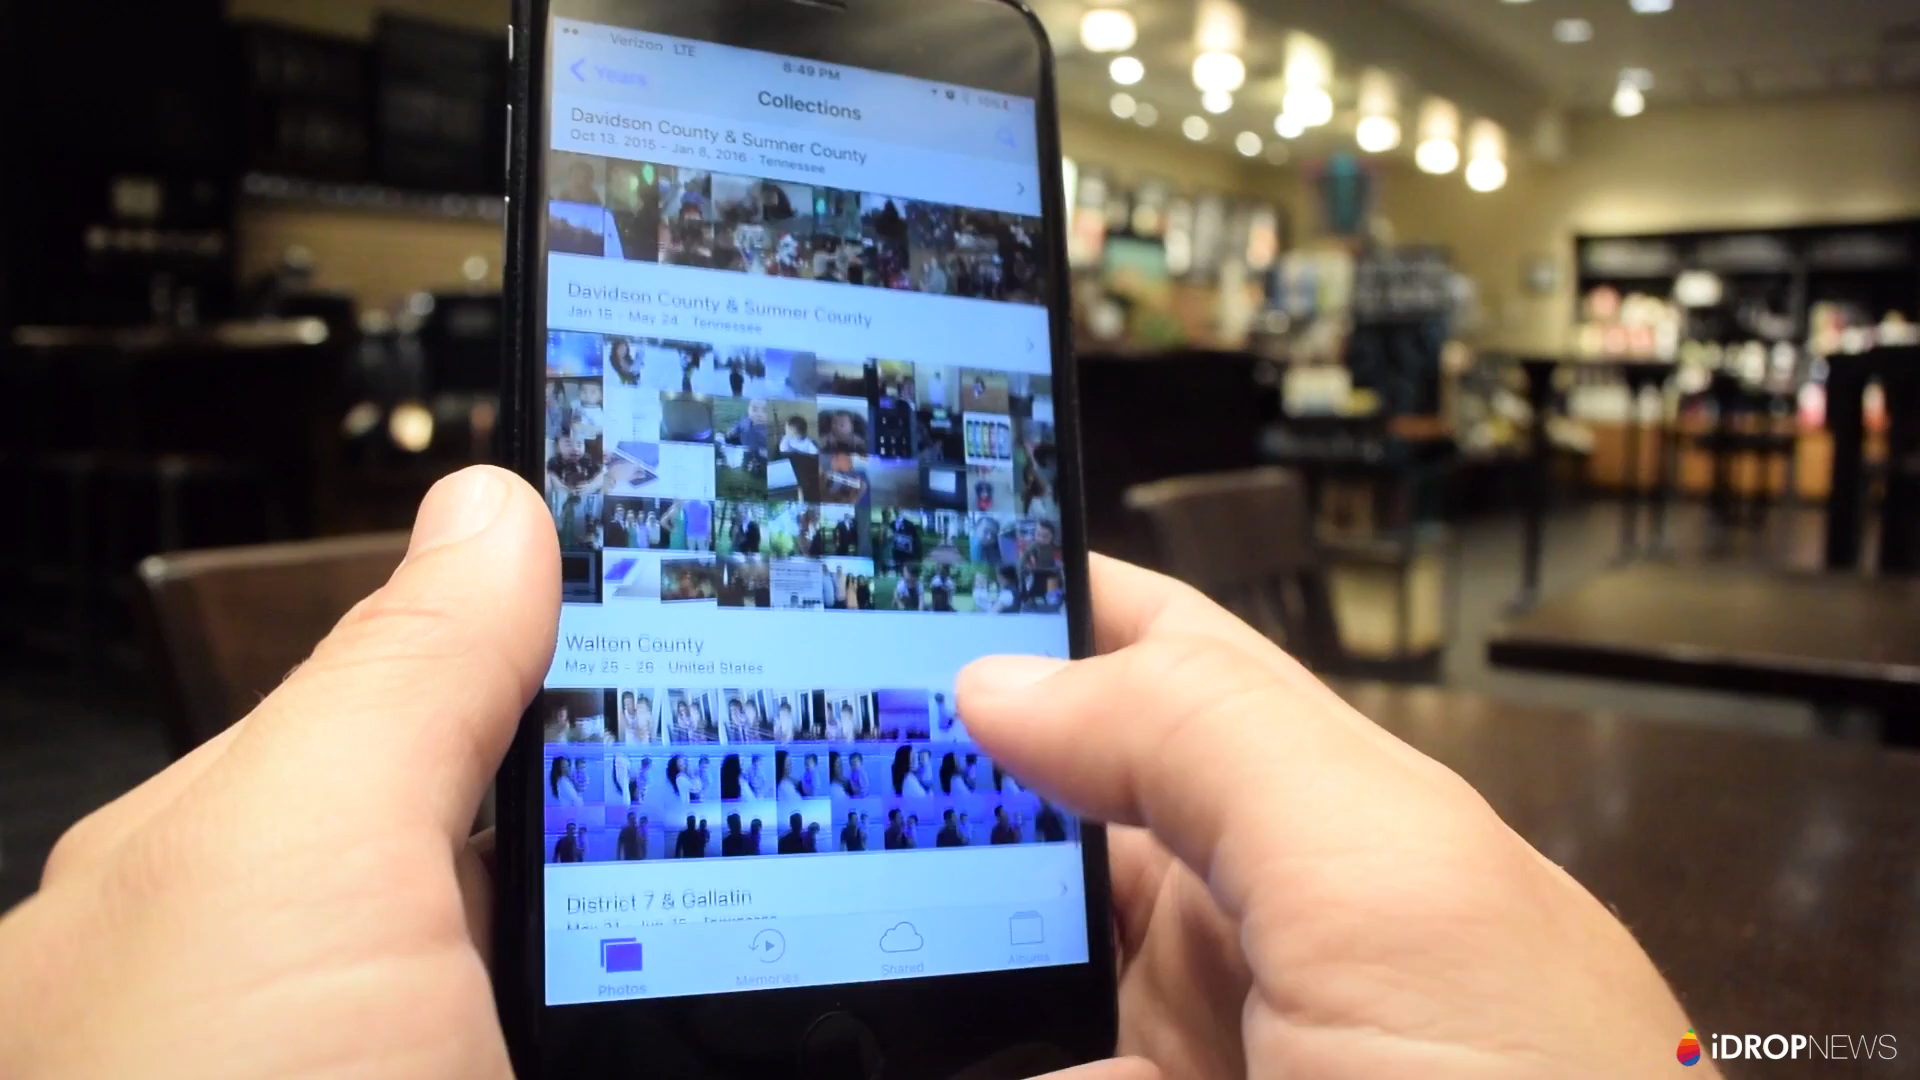 Verizon LTE
8:49 PM
Years
Collections
Davidson County & Sumner County
Oct 13, 2015 - Jan 8, 2016 · Tennessee
Davidson County & Sumner County
Jan 15 - May 24 · Tennessee
Walton County
May 25 - 26 · United States
District 7 & Gallatin
Photos
Memories
Shared
Albums
iDROPNEWS